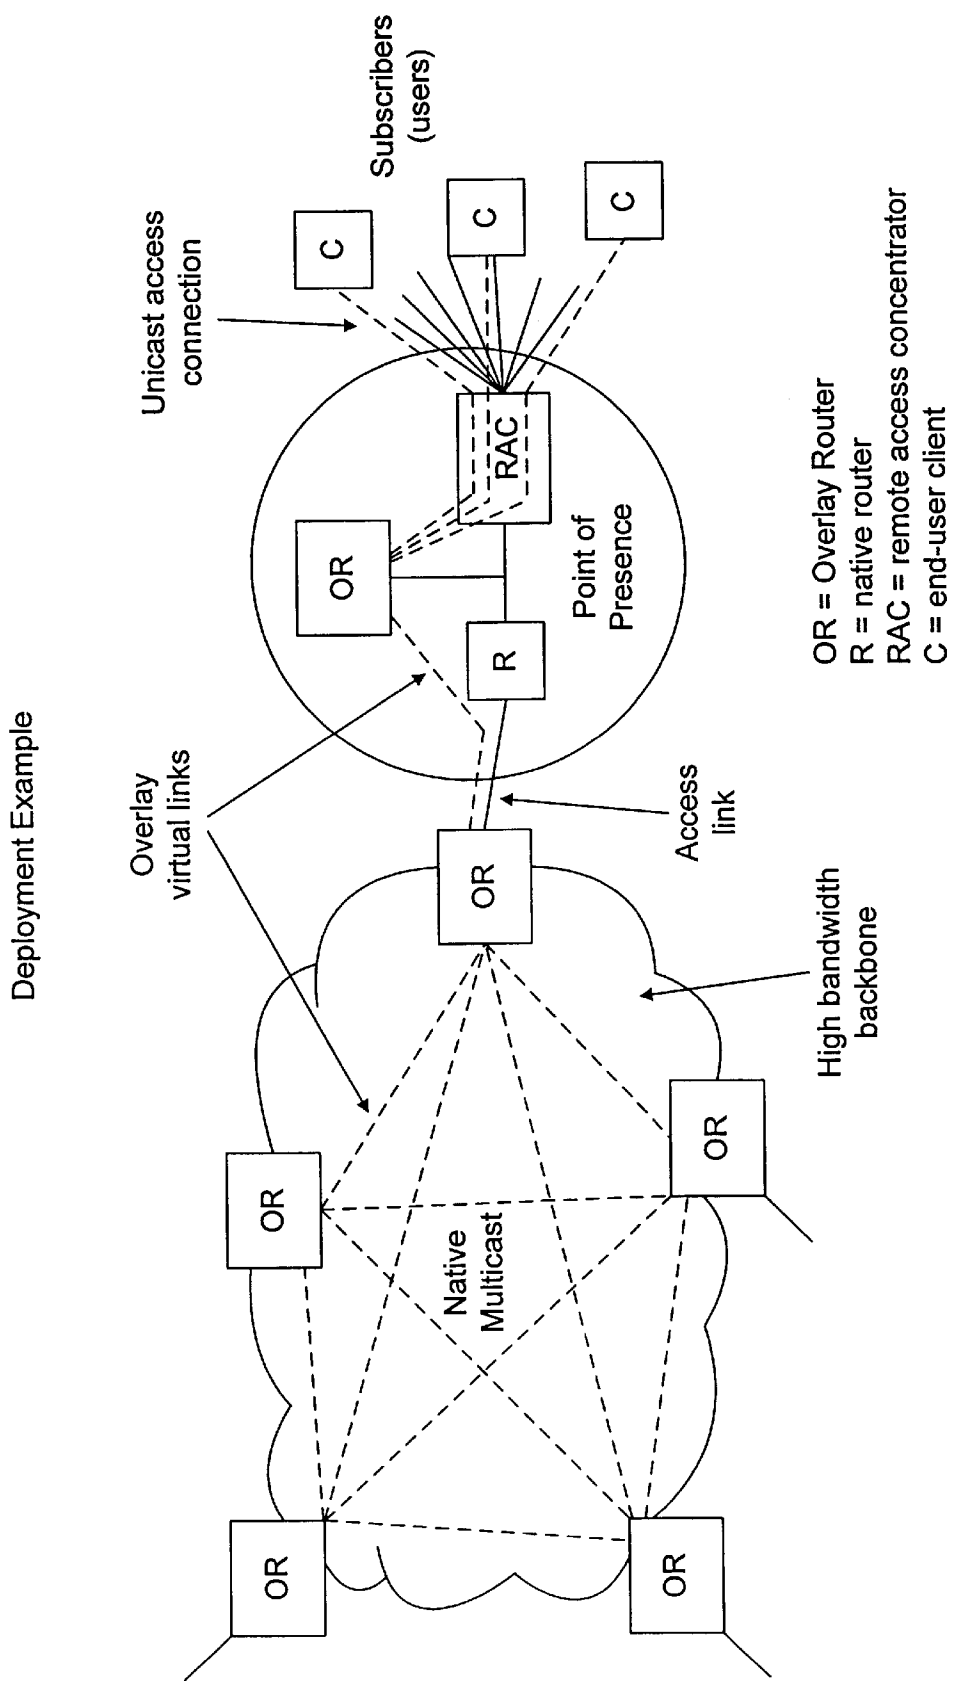 Deployment Example
Overlay
virtual links
Unicast access
connection
Subscribers
(users)
OR
OR
OR
OR
OR
OR
R
RAC
C
C
C
Native
Multicast
Point of
Presence
Access
link
High bandwidth
backbone
OR = Overlay Router
R = native router
RAC = remote access concentrator
C = end-user client